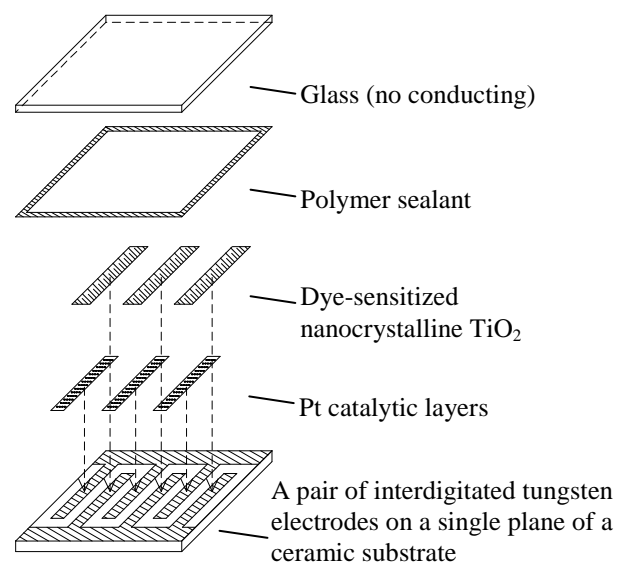 Glass (no conducting)
Polymer sealant
Dye-sensitized
nanocrystalline TiO₂
Pt catalytic layers
A pair of interdigitated tungsten
electrodes on a single plane of a
ceramic substrate